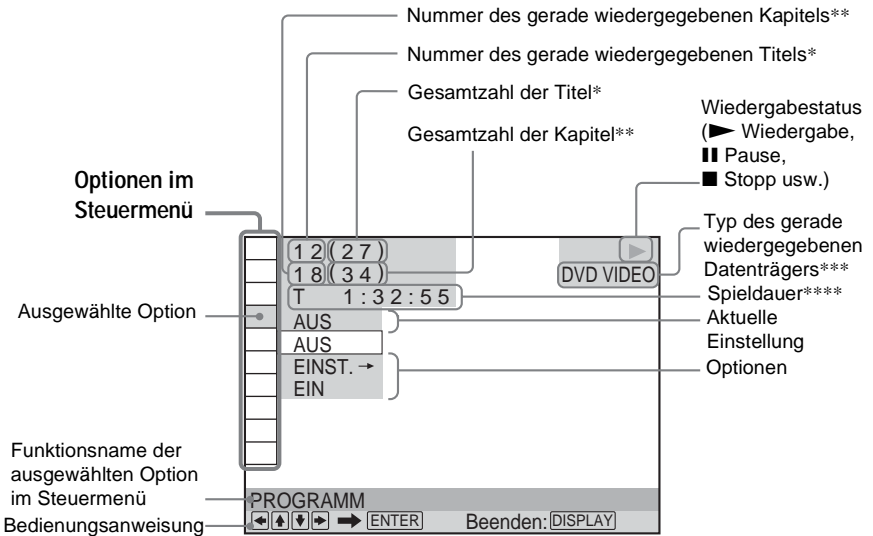 Nummer des gerade wiedergegebenen Kapitels**
Nummer des gerade wiedergegebenen Titels*
Gesamtzahl der Titel*
Gesamtzahl der Kapitel**
Wiedergabestatus
(► Wiedergabe,
❚❚ Pause,
■ Stopp usw.)
Optionen im
Steuermenü
Typ des gerade
wiedergegebenen
Datenträgers***
Spieldauer****
Aktuelle
Einstellung
Optionen
Ausgewählte Option
12(27)
18(34)
T 1:32:55
►
DVD VIDEO
AUS
AUS
EINST. →
EIN
Funktionsname der
ausgewählten Option
im Steuermenü
Bedienungsanweisung
PROGRAMM
←↑↓→ ➡ ENTER Beenden: DISPLAY